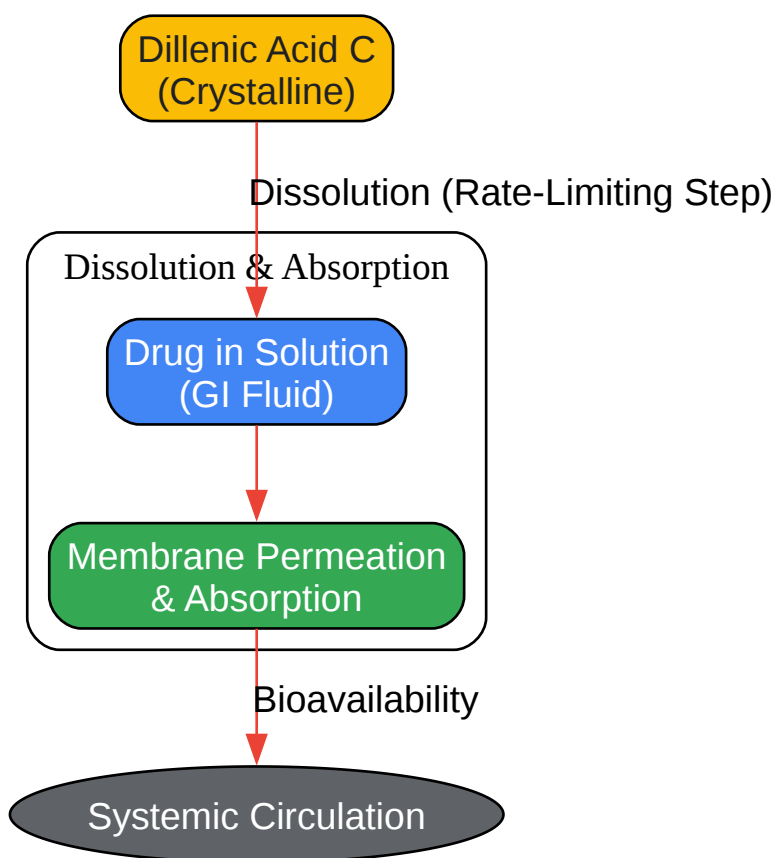 Dillenic Acid C
(Crystalline)
Dissolution (Rate-Limiting Step)
Dissolution & Absorption
Drug in Solution
(GI Fluid)
Membrane Permeation
& Absorption
Bioavailability
Systemic Circulation